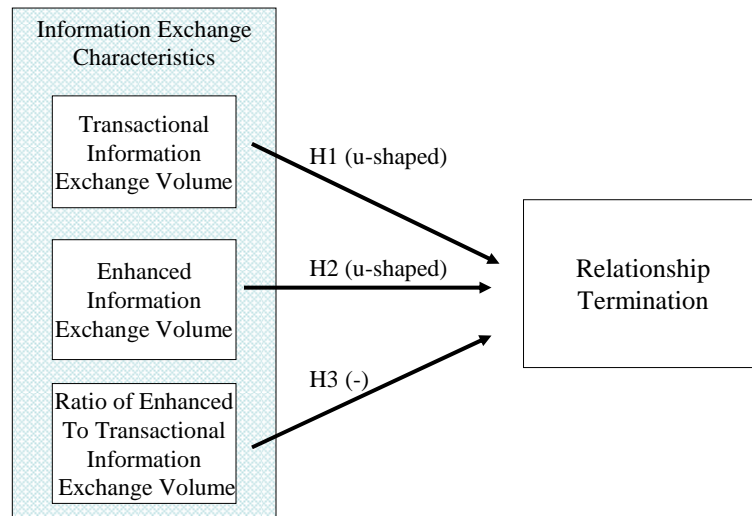 Information Exchange
Characteristics
Transactional
Information
Exchange Volume
H1 (u-shaped)
Enhanced
Information
Exchange Volume
H2 (u-shaped)
Ratio of Enhanced
To Transactional
Information
Exchange Volume
H3 (-)
Relationship
Termination